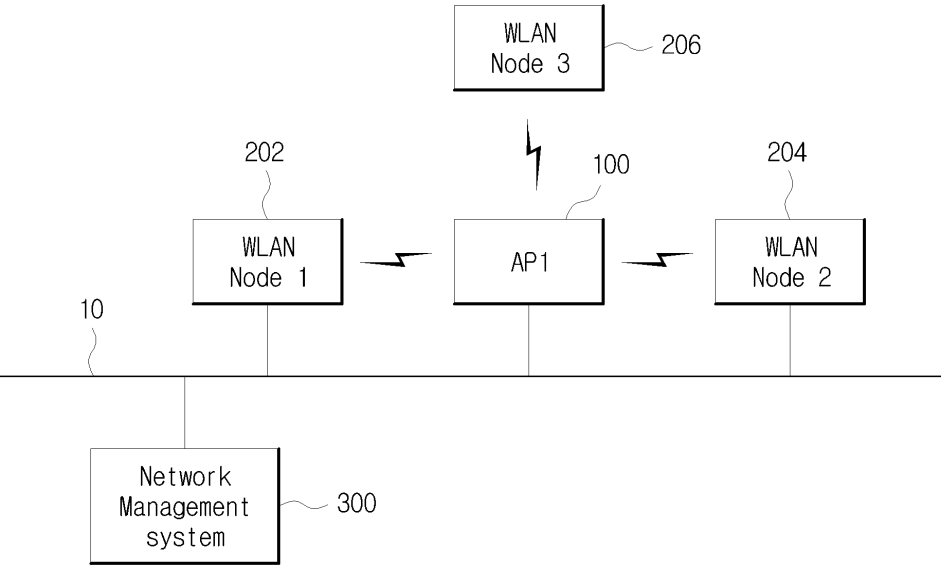 WLAN
Node 3
206
202
100
204
WLAN
Node 1
AP1
WLAN
Node 2
10
Network
Management
system
300